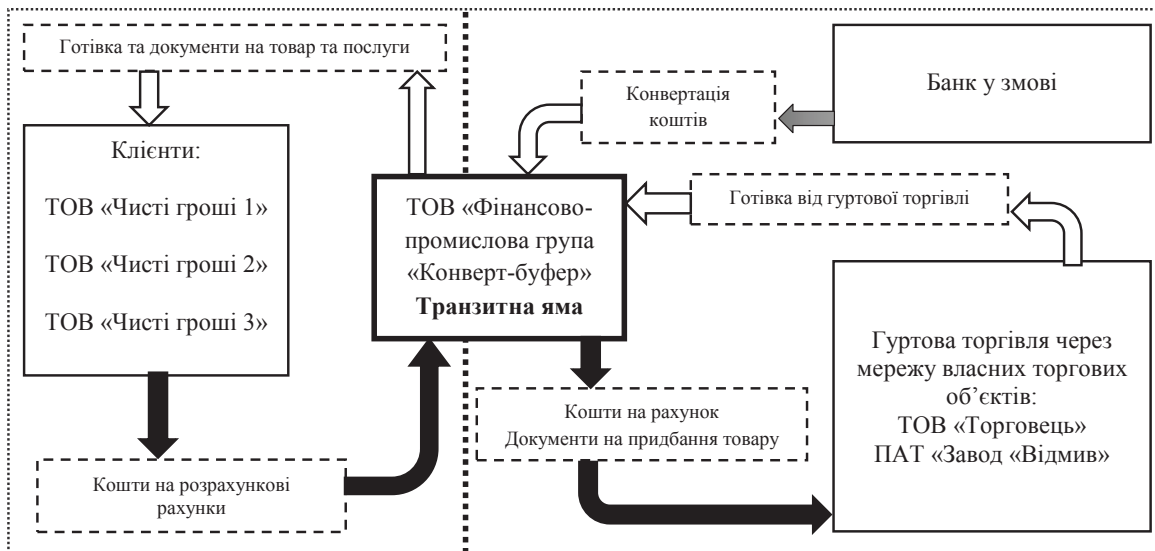 Готівка та документи на товар та послуги
Клієнти:
ТОВ «Чисті гроші 1»
ТОВ «Чисті гроші 2»
ТОВ «Чисті гроші 3»
Кошти на розрахункові
рахунки
ТОВ «Фінансово-
промислова група
«Конверт-буфер»
Транзитна яма
Конвертація
коштів
Банк у змові
Готівка від гуртової торгівлі
Кошти на рахунок
Документи на придбання товару
Гуртова торгівля через
мережу власних торгових
об’єктів:
ТОВ «Торговець»
ПАТ «Завод «Відмив»